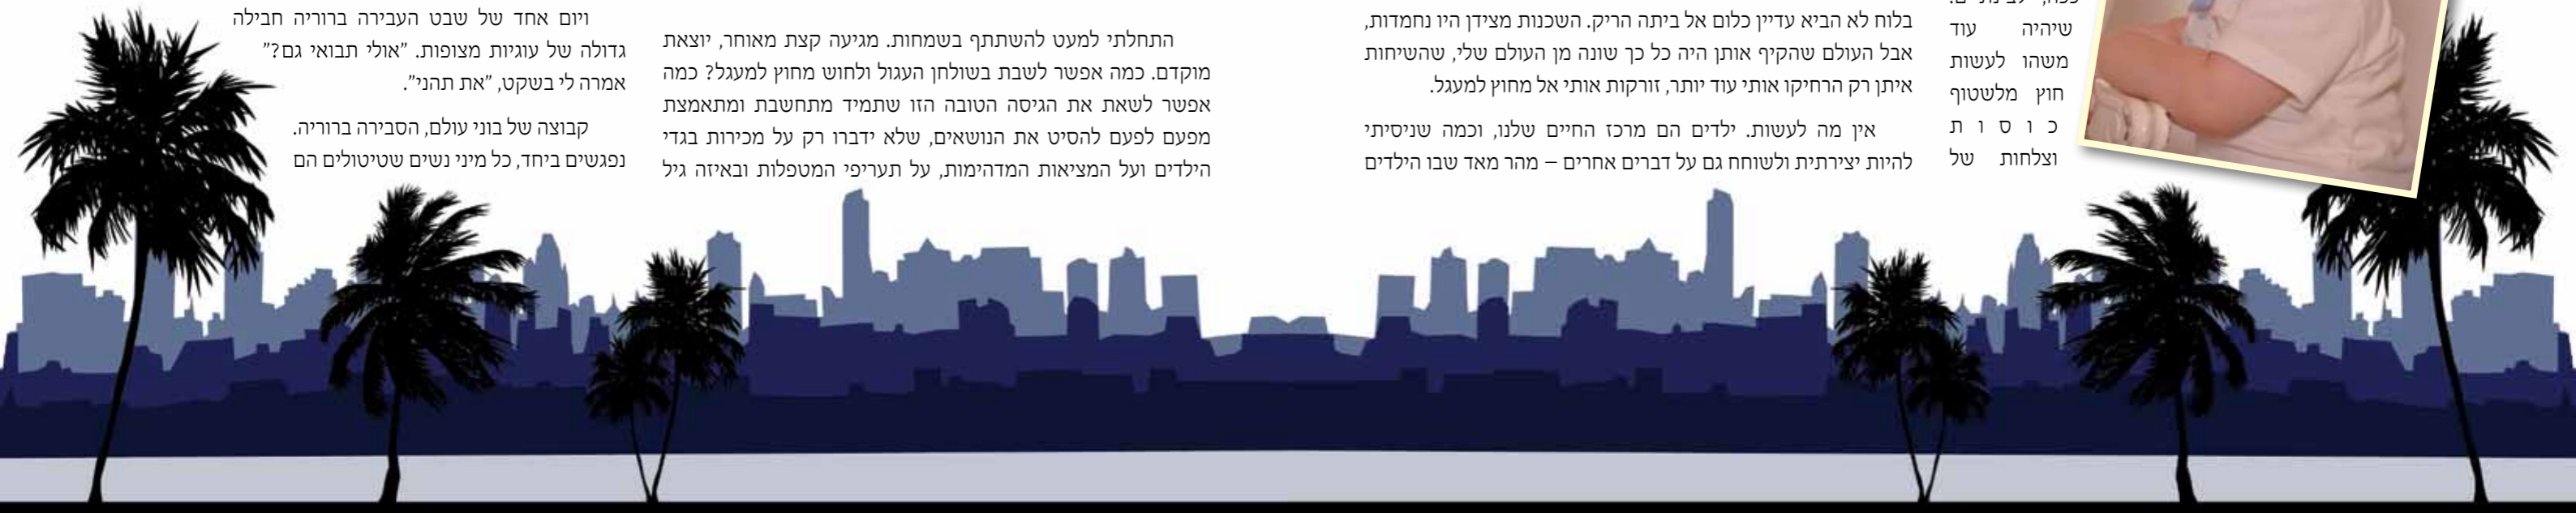 שיהיה עוד
משהו לעשות
חוץ מלשטוף
כוסות
וצלחות של
בלוח לא הביא עדיין כלום אל ביתה הריק. השכנות מצידן היו נחמדות,
אבל העולם שהקיף אותן היה כל כך שונה מן העולם שלי, שהשיחות
איתן רק הרחיקו אותי עוד יותר, זורקות אותי אל מחוץ למעגל.
אין מה לעשות. ילדים הם מרכז החיים שלנו, וכמה שניסיתי
להיות יצירתית ולשוחח גם על דברים אחרים – מהר מאד שבו הילדים
התחלתי למעט להשתתף בשמחות. מגיעה קצת מאוחר, יוצאת
מוקדם. כמה אפשר לשבת בשולחן העגול ולחוש מחוץ למעגל? כמה
אפשר לשאת את הגיסה הטובה הזו שתמיד מתחשבת ומתאמצת
מפעם לפעם להסיט את הנושאים, שלא ידברו רק על מכירות בגדי
הילדים ועל המציאות המדהימות, על תעריפי המטפלות ובאיזה גיל
ויום אחד של שבט העבירה ברוריה חבילה
גדולה של עוגיות מצופות. "אולי תבואי גם?"
אמרה לי בשקט, "את תהני".
קבוצה של בוני עולם, הסבירה ברוריה.
נפגשים ביחד, כל מיני נשים שטיטולים הם